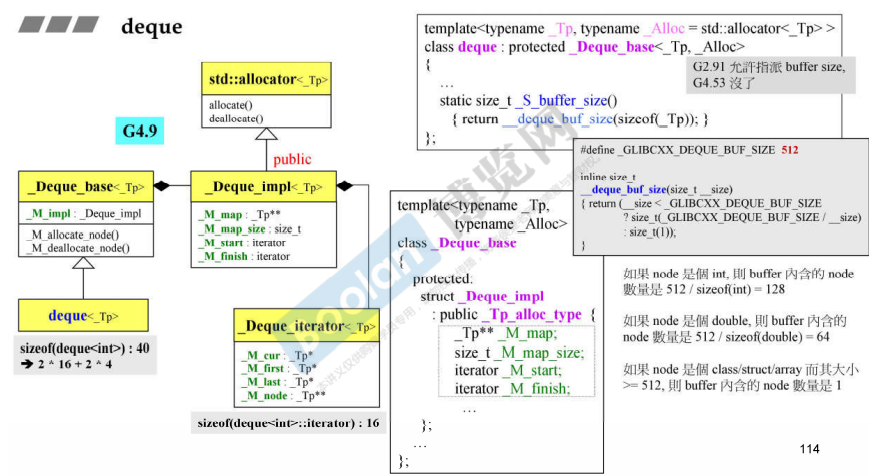 deque
G4.9
std::allocator<_Tp>
allocate()
deallocate()
public
_Deque_base<_Tp>
_M_impl : _Deque_impl
_M_allocate_node()
_M_deallocate_node()
_Deque_impl<_Tp>
_M_map : _Tp**
_M_map_size : size_t
_M_start : iterator
_M_finish : iterator
deque<_Tp>
sizeof(deque<int>) : 40
➔ 2 * 16 + 2 * 4
_Deque_iterator<_Tp>
_M_cur : _Tp*
_M_first : _Tp*
_M_last : _Tp*
_M_node : _Tp**
sizeof(deque<int>::iterator) : 16
template<typename _Tp, typename _Alloc = std::allocator<_Tp> >
class deque : protected _Deque_base<_Tp, _Alloc>
{
…
static size_t _S_buffer_size()
{ return __deque_buf_size(sizeof(_Tp)); }
};
G2.91 允許指派 buffer size,
G4.53 沒了
#define _GLIBCXX_DEQUE_BUF_SIZE 512
inline size_t
__deque_buf_size(size_t __size)
{ return (__size < _GLIBCXX_DEQUE_BUF_SIZE
? size_t(_GLIBCXX_DEQUE_BUF_SIZE / __size)
: size_t(1));
}
template<typename _Tp,
typename _Alloc>
class _Deque_base
{
protected:
struct _Deque_impl
: public _Tp_alloc_type {
_Tp** _M_map;
size_t _M_map_size;
iterator _M_start;
iterator _M_finish;
…
};
…
};
如果 node 是個 int, 則 buffer 內含的 node
數量是 512 / sizeof(int) = 128
如果 node 是個 double, 則 buffer 內含的
node 數量是 512 / sizeof(double) = 64
如果 node 是個 class/struct/array 而其大小
>= 512, 則 buffer 內含的 node 數量是 1
boolan 博览网
114